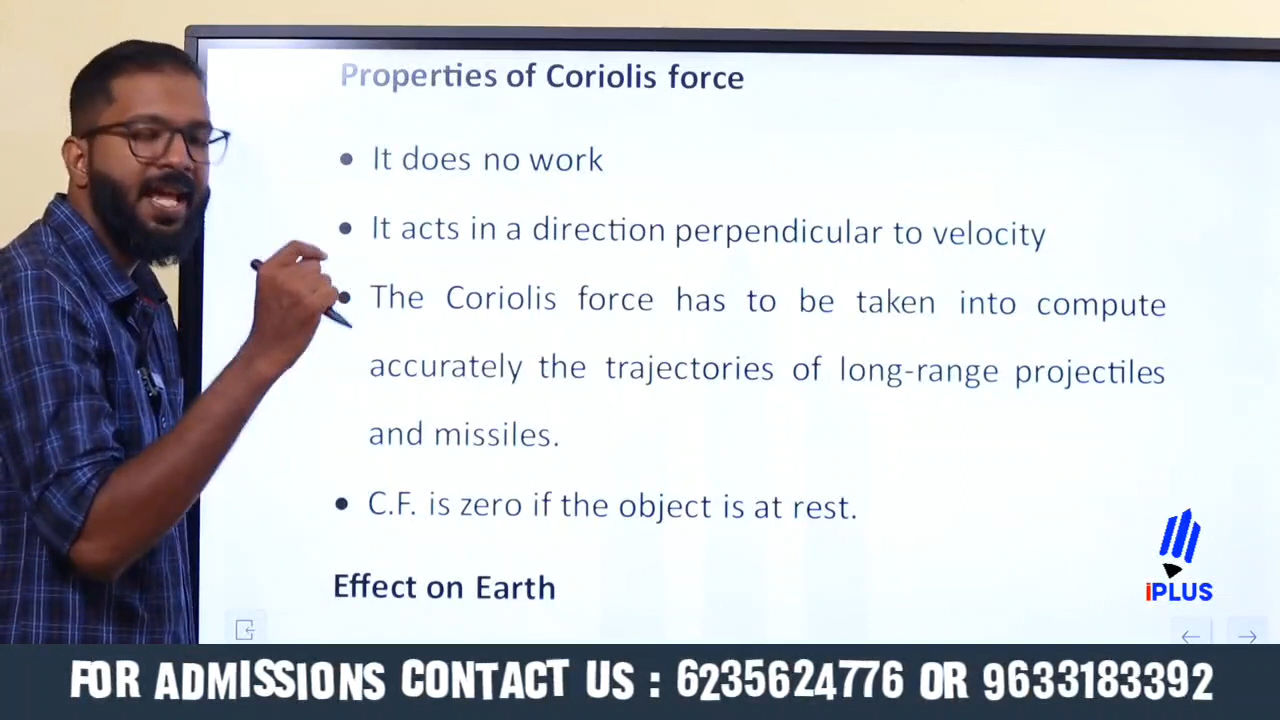 Properties of Coriolis force
• It does no work
• It acts in a direction perpendicular to velocity
• The Coriolis force has to be taken into compute
accurately the trajectories of long-range projectiles
and missiles.
• C.F. is zero if the object is at rest.
Effect on Earth
iPLUS
FOR ADMISSIONS CONTACT US : 6235624776 OR 9633183392